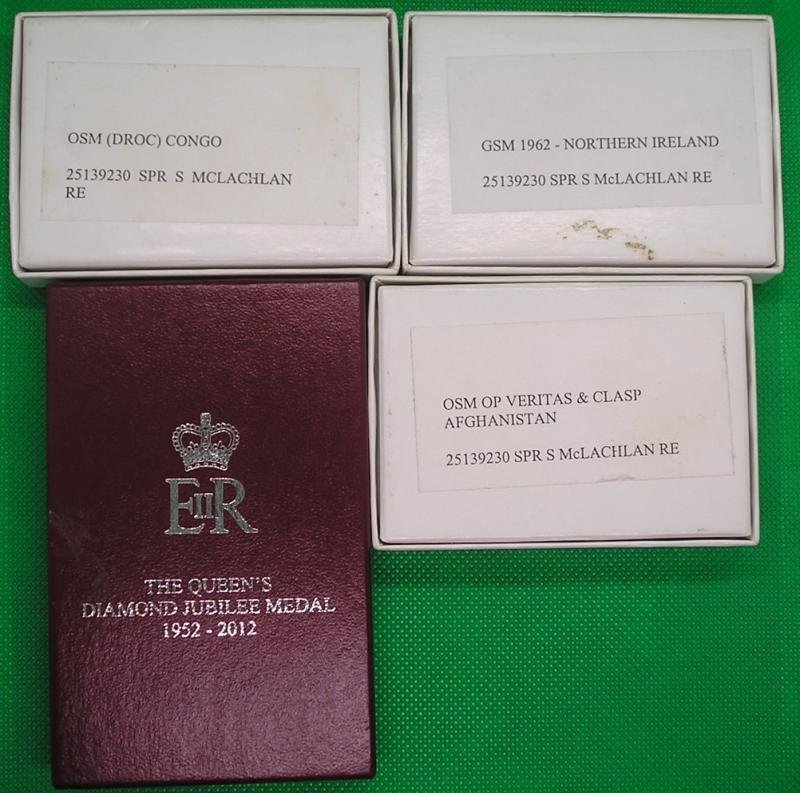 OSM (DROC) CONGO
25139230 SPR S MCLACHLAN
RE
GSM 1962 - NORTHERN IRELAND
25139230 SPR S McLACHLAN RE
OSM OP VERITAS & CLASP
AFGHANISTAN
25139230 SPR S McLACHLAN RE
EIIR
THE QUEEN'S
DIAMOND JUBILEE MEDAL
1952 - 2012